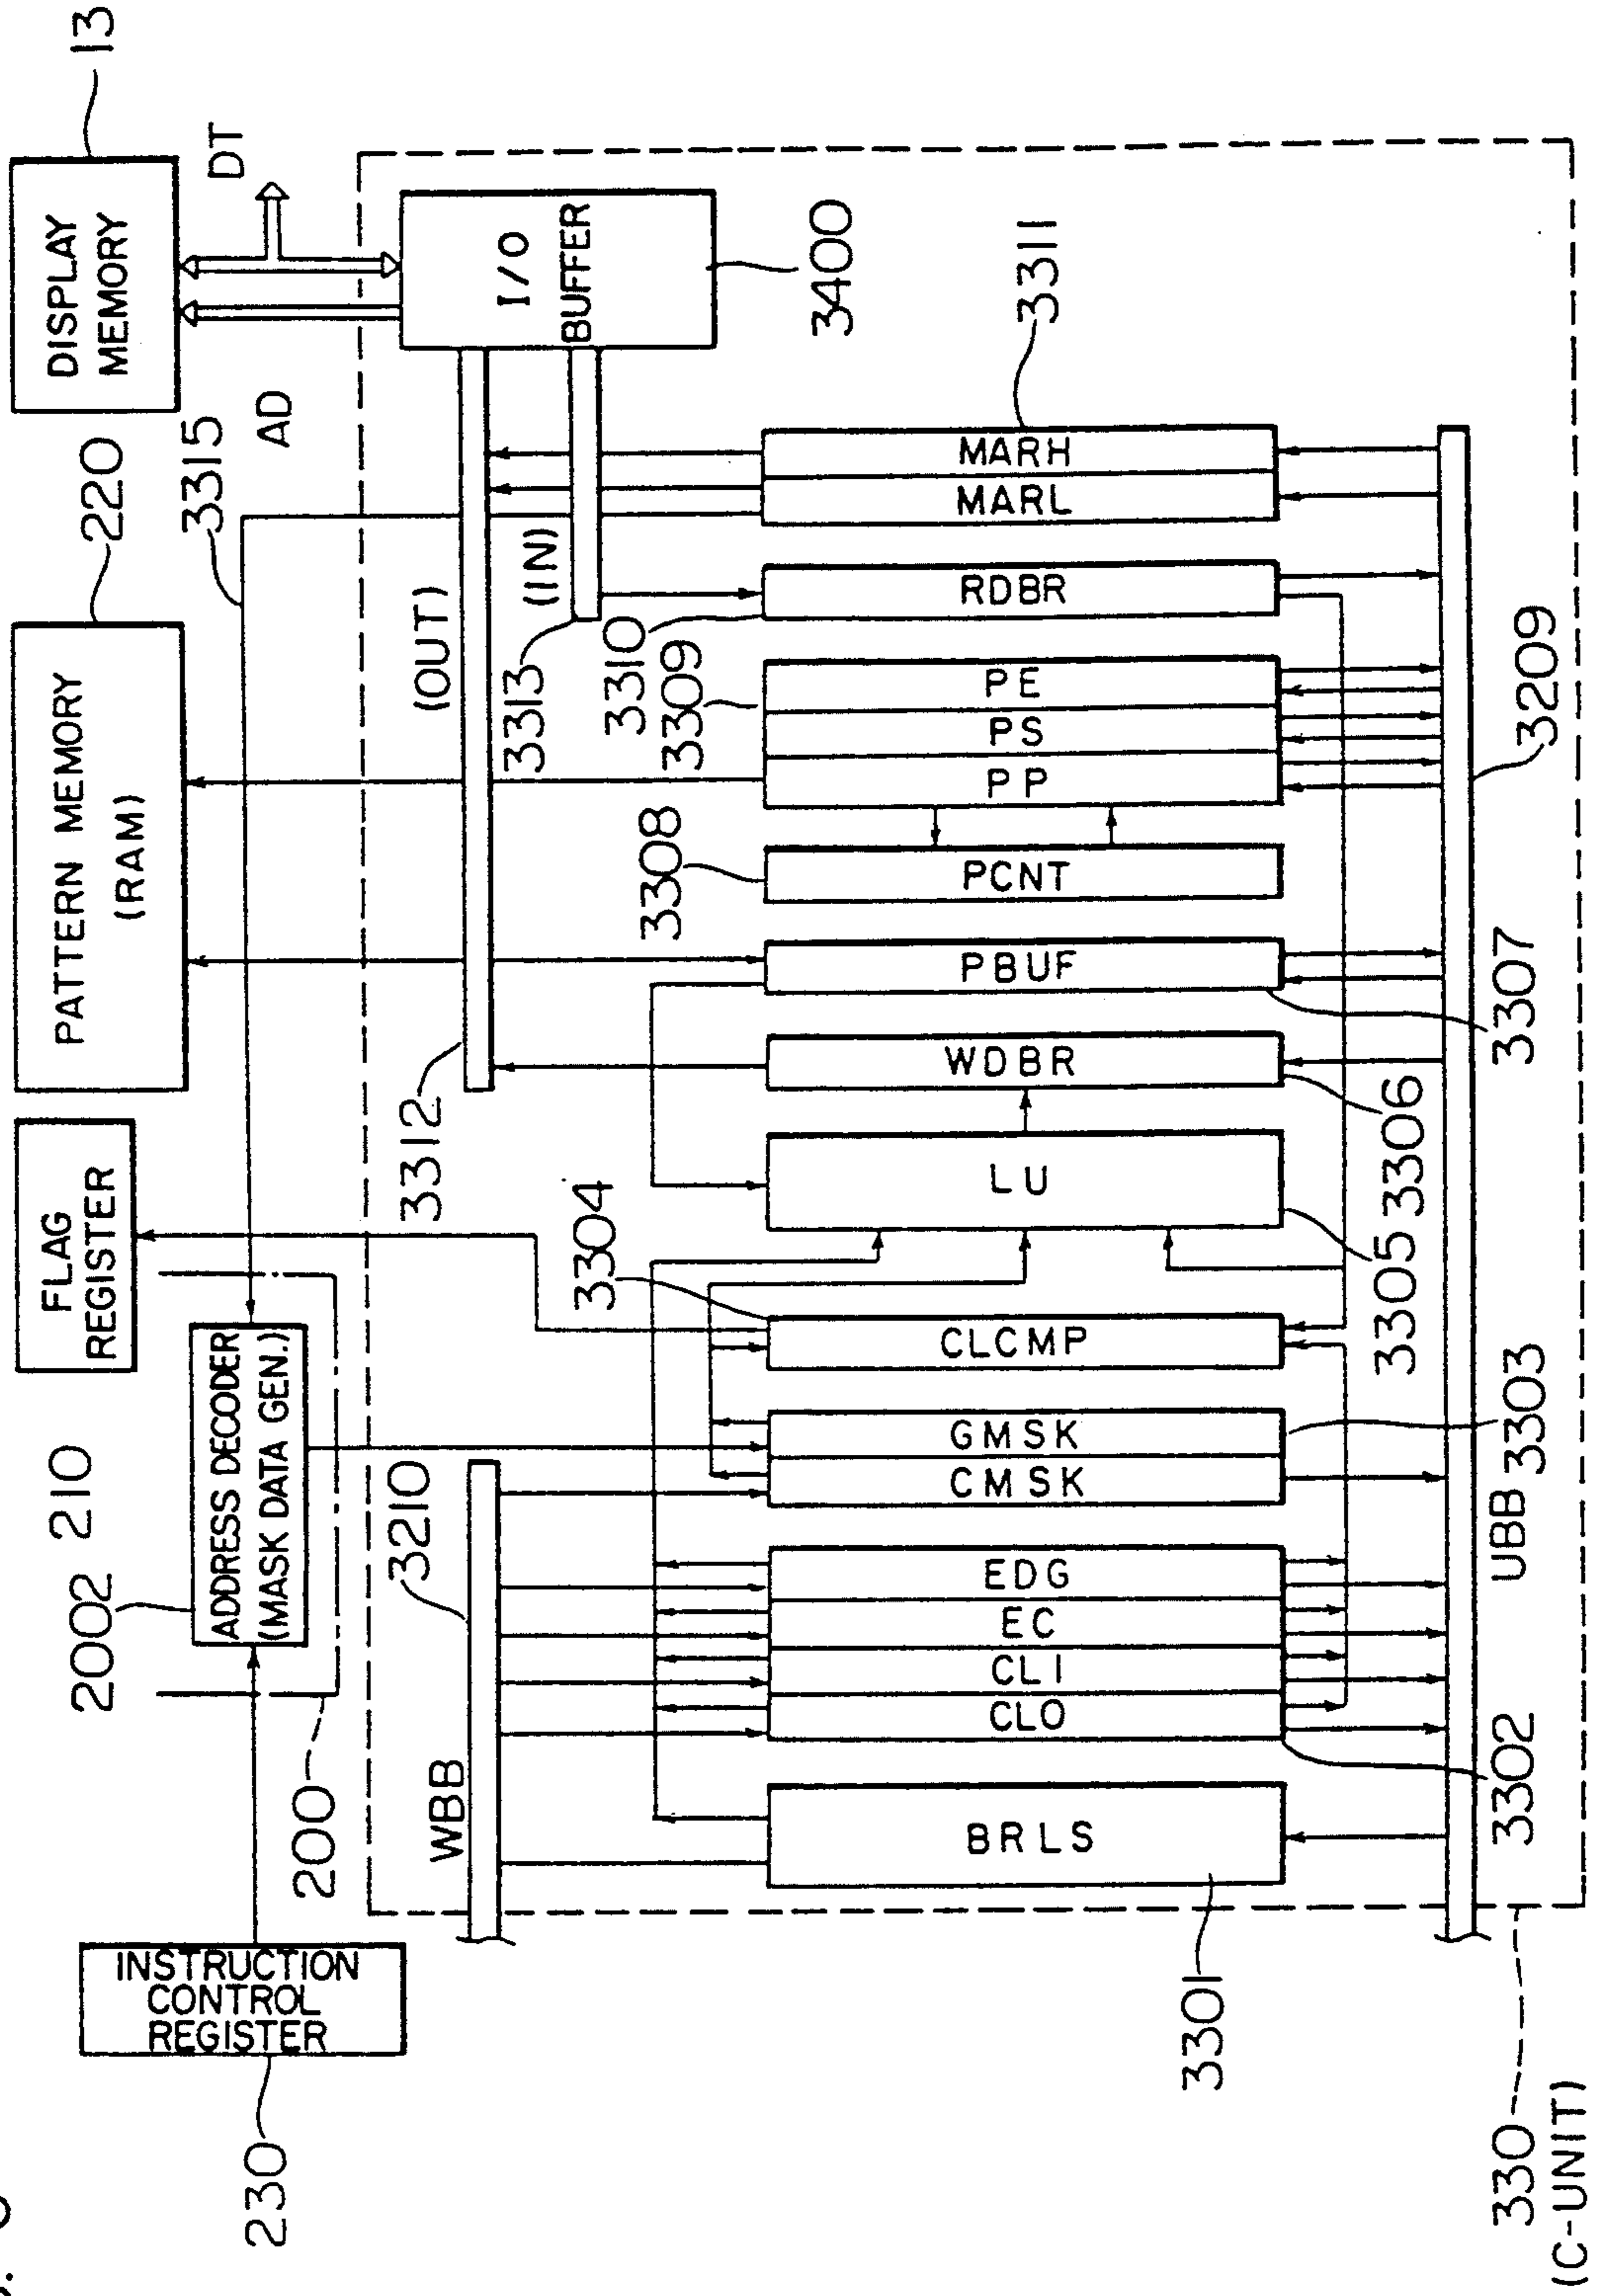 13
DISPLAY
MEMORY
DT
AD
3315
220
PATTERN MEMORY
(RAM)
FLAG
REGISTER
210
2002
ADDRESS DECODER
(MASK DATA GEN.)
200
INSTRUCTION
CONTROL
REGISTER
230
I/O
BUFFER
3400
(OUT)
(IN)
3313
3312
3210
WBB
3311
MARH
MARL
3310
RDBR
3309
PE
PS
PP
3308
PCNT
PBUF
3307
WDBR
3306
LU
3305
3304
CLCMP
GMSK
CMSK
3303
EDG
EC
CL1
CL0
3302
BRLS
3301
3209
UBB
330
(C-UNIT)